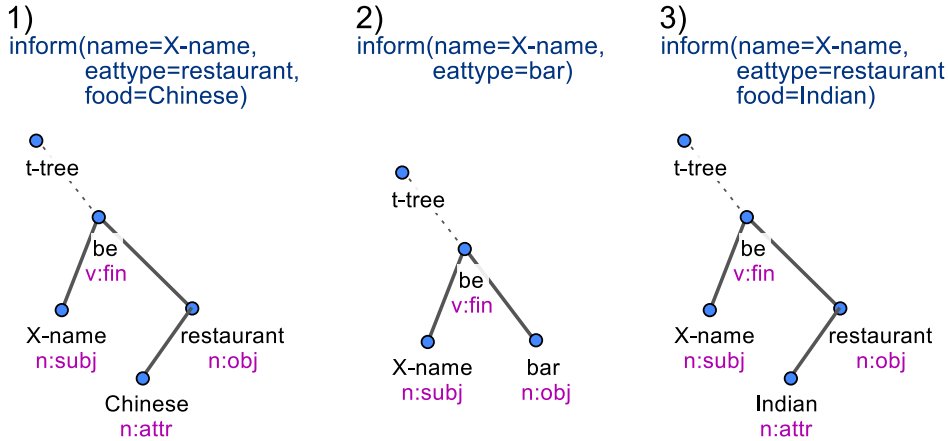 1)
inform(name=X-name,
eattype=restaurant,
food=Chinese)
t-tree
be
v:fin
X-name
n:subj
restaurant
n:obj
Chinese
n:attr
2)
inform(name=X-name,
eattype=bar)
t-tree
be
v:fin
X-name
n:subj
bar
n:obj
3)
inform(name=X-name,
eattype=restaurant
food=Indian)
t-tree
be
v:fin
X-name
n:subj
restaurant
n:obj
Indian
n:attr